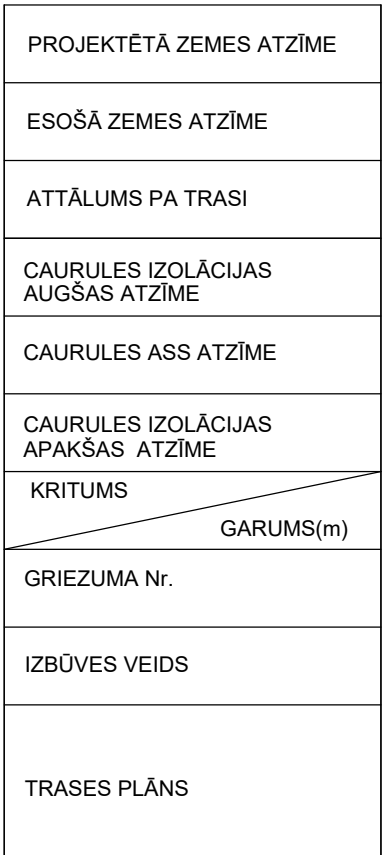 PROJEKTĒTĀ ZEMES ATZĪME
ESOŠĀ ZEMES ATZĪME
ATTĀLUMS PA TRASI
CAURULES IZOLĀCIJAS
AUGŠAS ATZĪME
CAURULES ASS ATZĪME
CAURULES IZOLĀCIJAS
APAKŠAS ATZĪME
KRITUMS
GARUMS(m)
GRIEZUMA Nr.
IZBŪVES VEIDS
TRASES PLĀNS